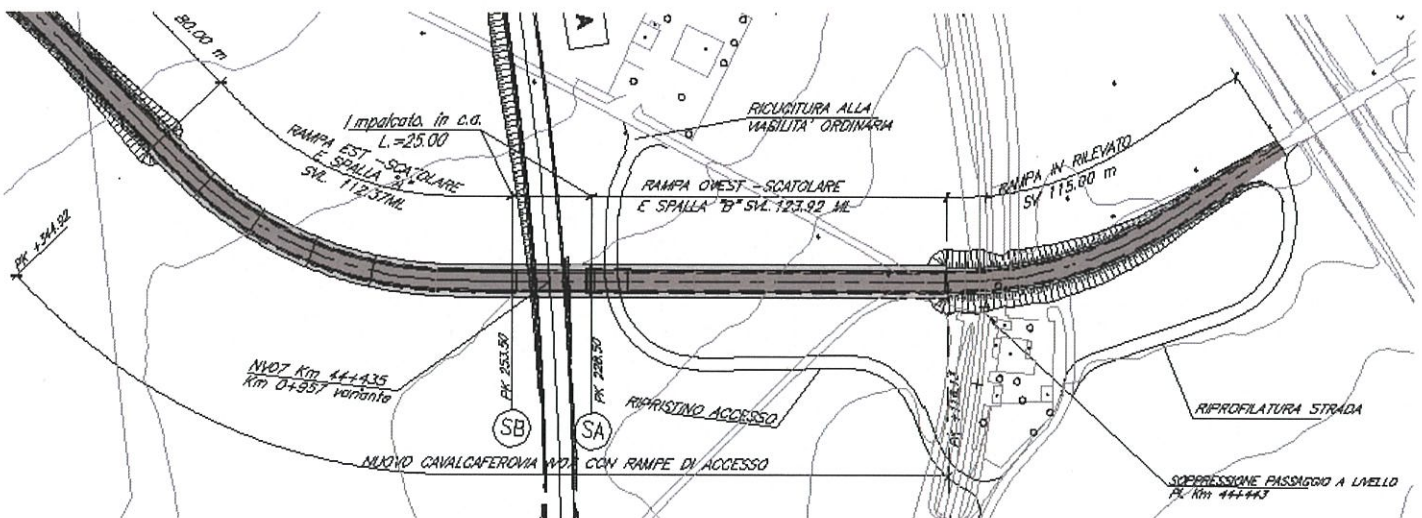 80.00 m
A
1 impalcato in c.a.
L.=25.00
RAMPA EST -SCATOLARE
E SPALLA "A"
SVL. 112,37ML
RICUCITURA ALLA
VIABILITA' ORDINARIA
RAMPA OVEST -SCATOLARE
E SPALLA "B" SVL. 123.92 ML
RAMPA IN RILEVATO
SV 115.00 m
PK +344.92
NV07 Km 44+435
Km 0+957 variante
PK 253.50
PK 228.50
SB
SA
RIPRISTINO ACCESSO
RIPROFILATURA STRADA
NUOVO CAVALCAFERROVIA CON RAMPE DI ACCESSO
SOPPRESSIONE PASSAGGIO A LIVELLO
PL Km 44+443